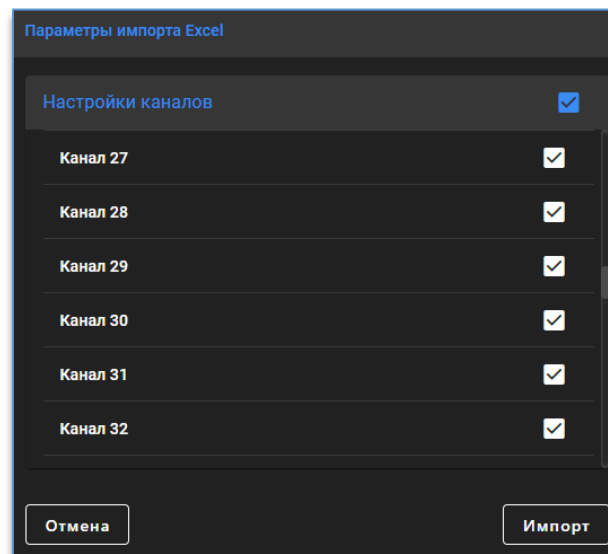 Параметры импорта Excel
Настройки каналов
Канал 27
Канал 28
Канал 29
Канал 30
Канал 31
Канал 32
Отмена
Импорт